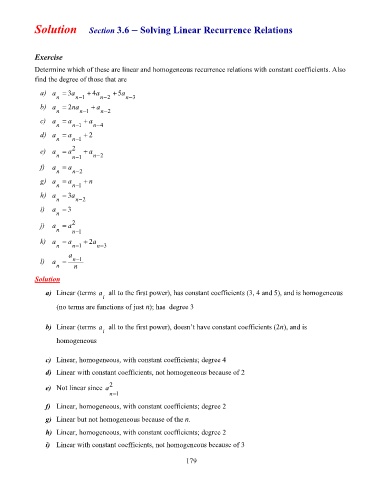 Solution Section 3.6 – Solving Linear Recurrence Relations
Exercise
Determine which of these are linear and homogeneous recurrence relations with constant coefficients. Also
find the degree of those that are
a) a_n = 3a_{n−1} + 4a_{n−2} + 5a_{n−3}
b) a_n = 2na_{n−1} + a_{n−2}
c) a_n = a_{n−1} + a_{n−4}
d) a_n = a_{n−1} + 2
e) a_n = a²_{n−1} + a_{n−2}
f) a_n = a_{n−2}
g) a_n = a_{n−1} + n
h) a_n = 3a_{n−2}
i) a_n = 3
j) a_n = a²_{n−1}
k) a_n = a_{n−1} + 2a_{n−3}
l) a_n = a_{n−1} / n
Solution
a) Linear (terms a_i all to the first power), has constant coefficients (3, 4 and 5), and is homogeneous
(no terms are functions of just n); has degree 3
b) Linear (terms a_i all to the first power), doesn't have constant coefficients (2n), and is
homogeneous
c) Linear, homogeneous, with constant coefficients; degree 4
d) Linear with constant coefficients, not homogeneous because of 2
e) Not linear since a²_{n−1}
f) Linear, homogeneous, with constant coefficients; degree 2
g) Linear but not homogeneous because of the n.
h) Linear, homogeneous, with constant coefficients; degree 2
i) Linear with constant coefficients, not homogeneous because of 3
179